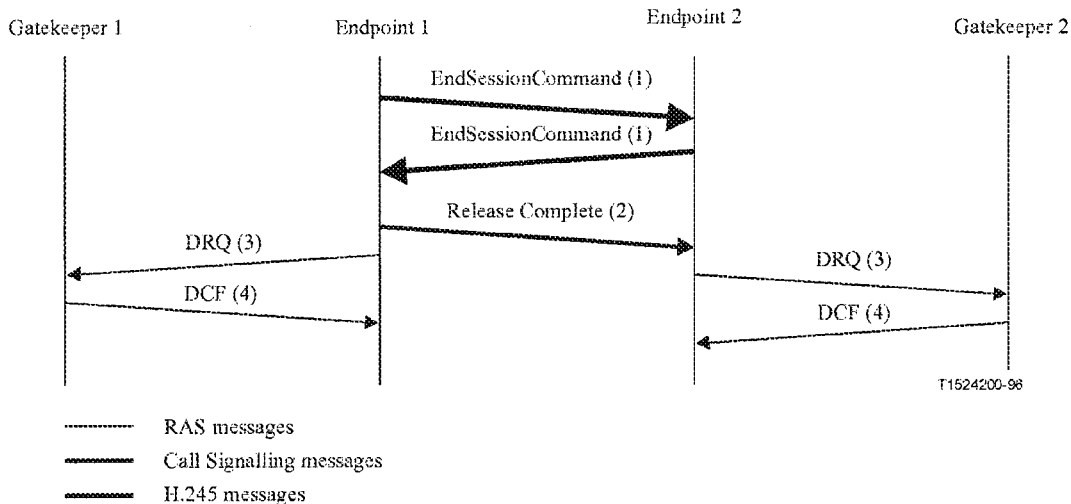 Gatekeeper 1
Endpoint 1
Endpoint 2
Gatekeeper 2
EndSessionCommand (1)
EndSessionCommand (1)
Release Complete (2)
DRQ (3)
DRQ (3)
DCF (4)
DCF (4)
T1524200-96
RAS messages
Call Signalling messages
H.245 messages